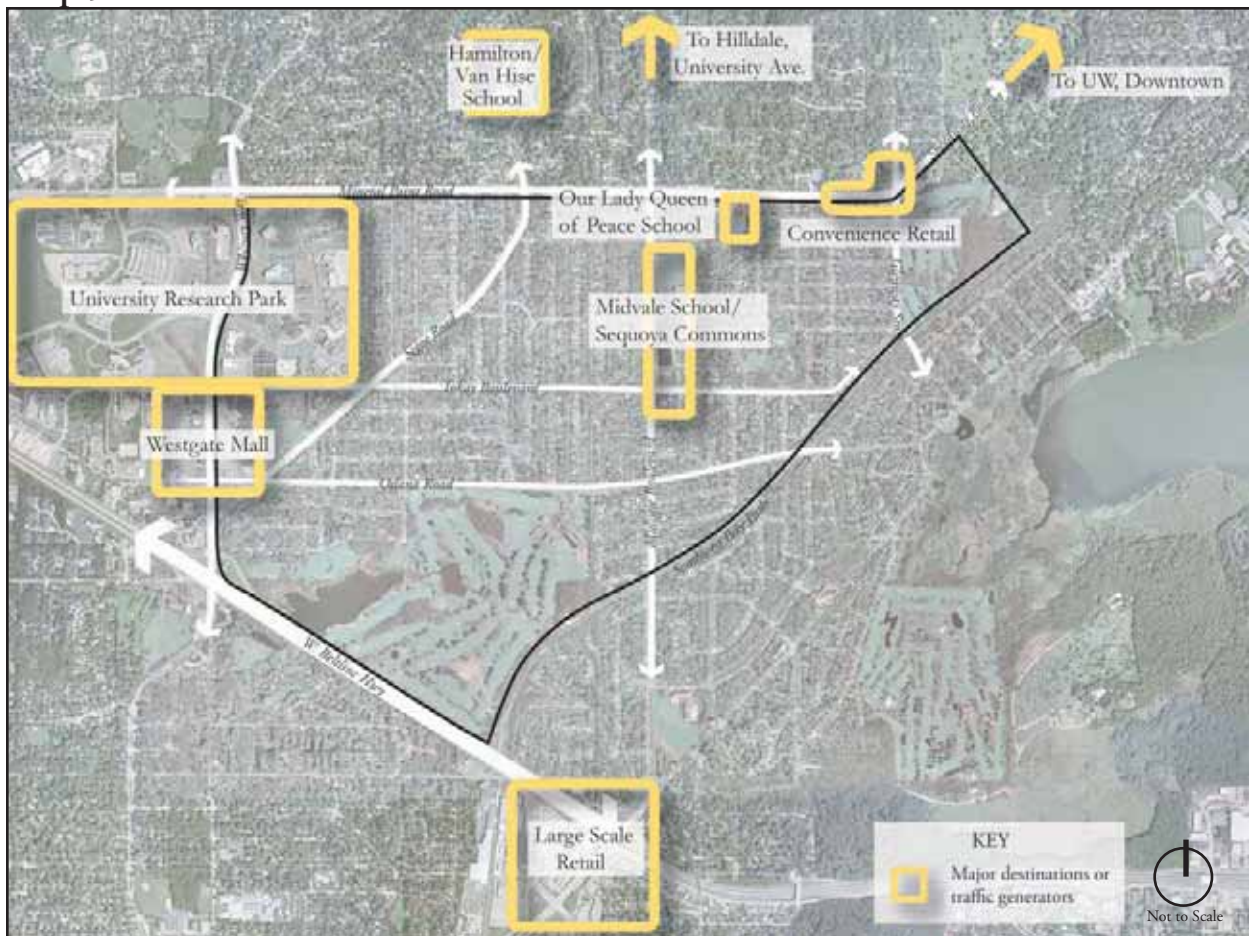 Hamilton/
Van Hise
School
To Hilldale,
University Ave.
To UW, Downtown
Mineral Point Road
Our Lady Queen
of Peace School
Convenience Retail
University Research Park
Midvale School/
Sequoya Commons
Tokay Boulevard
Westgate Mall
Odana Road
W Beltline Hwy.
Large Scale
Retail
KEY
Major destinations or
traffic generators
Not to Scale